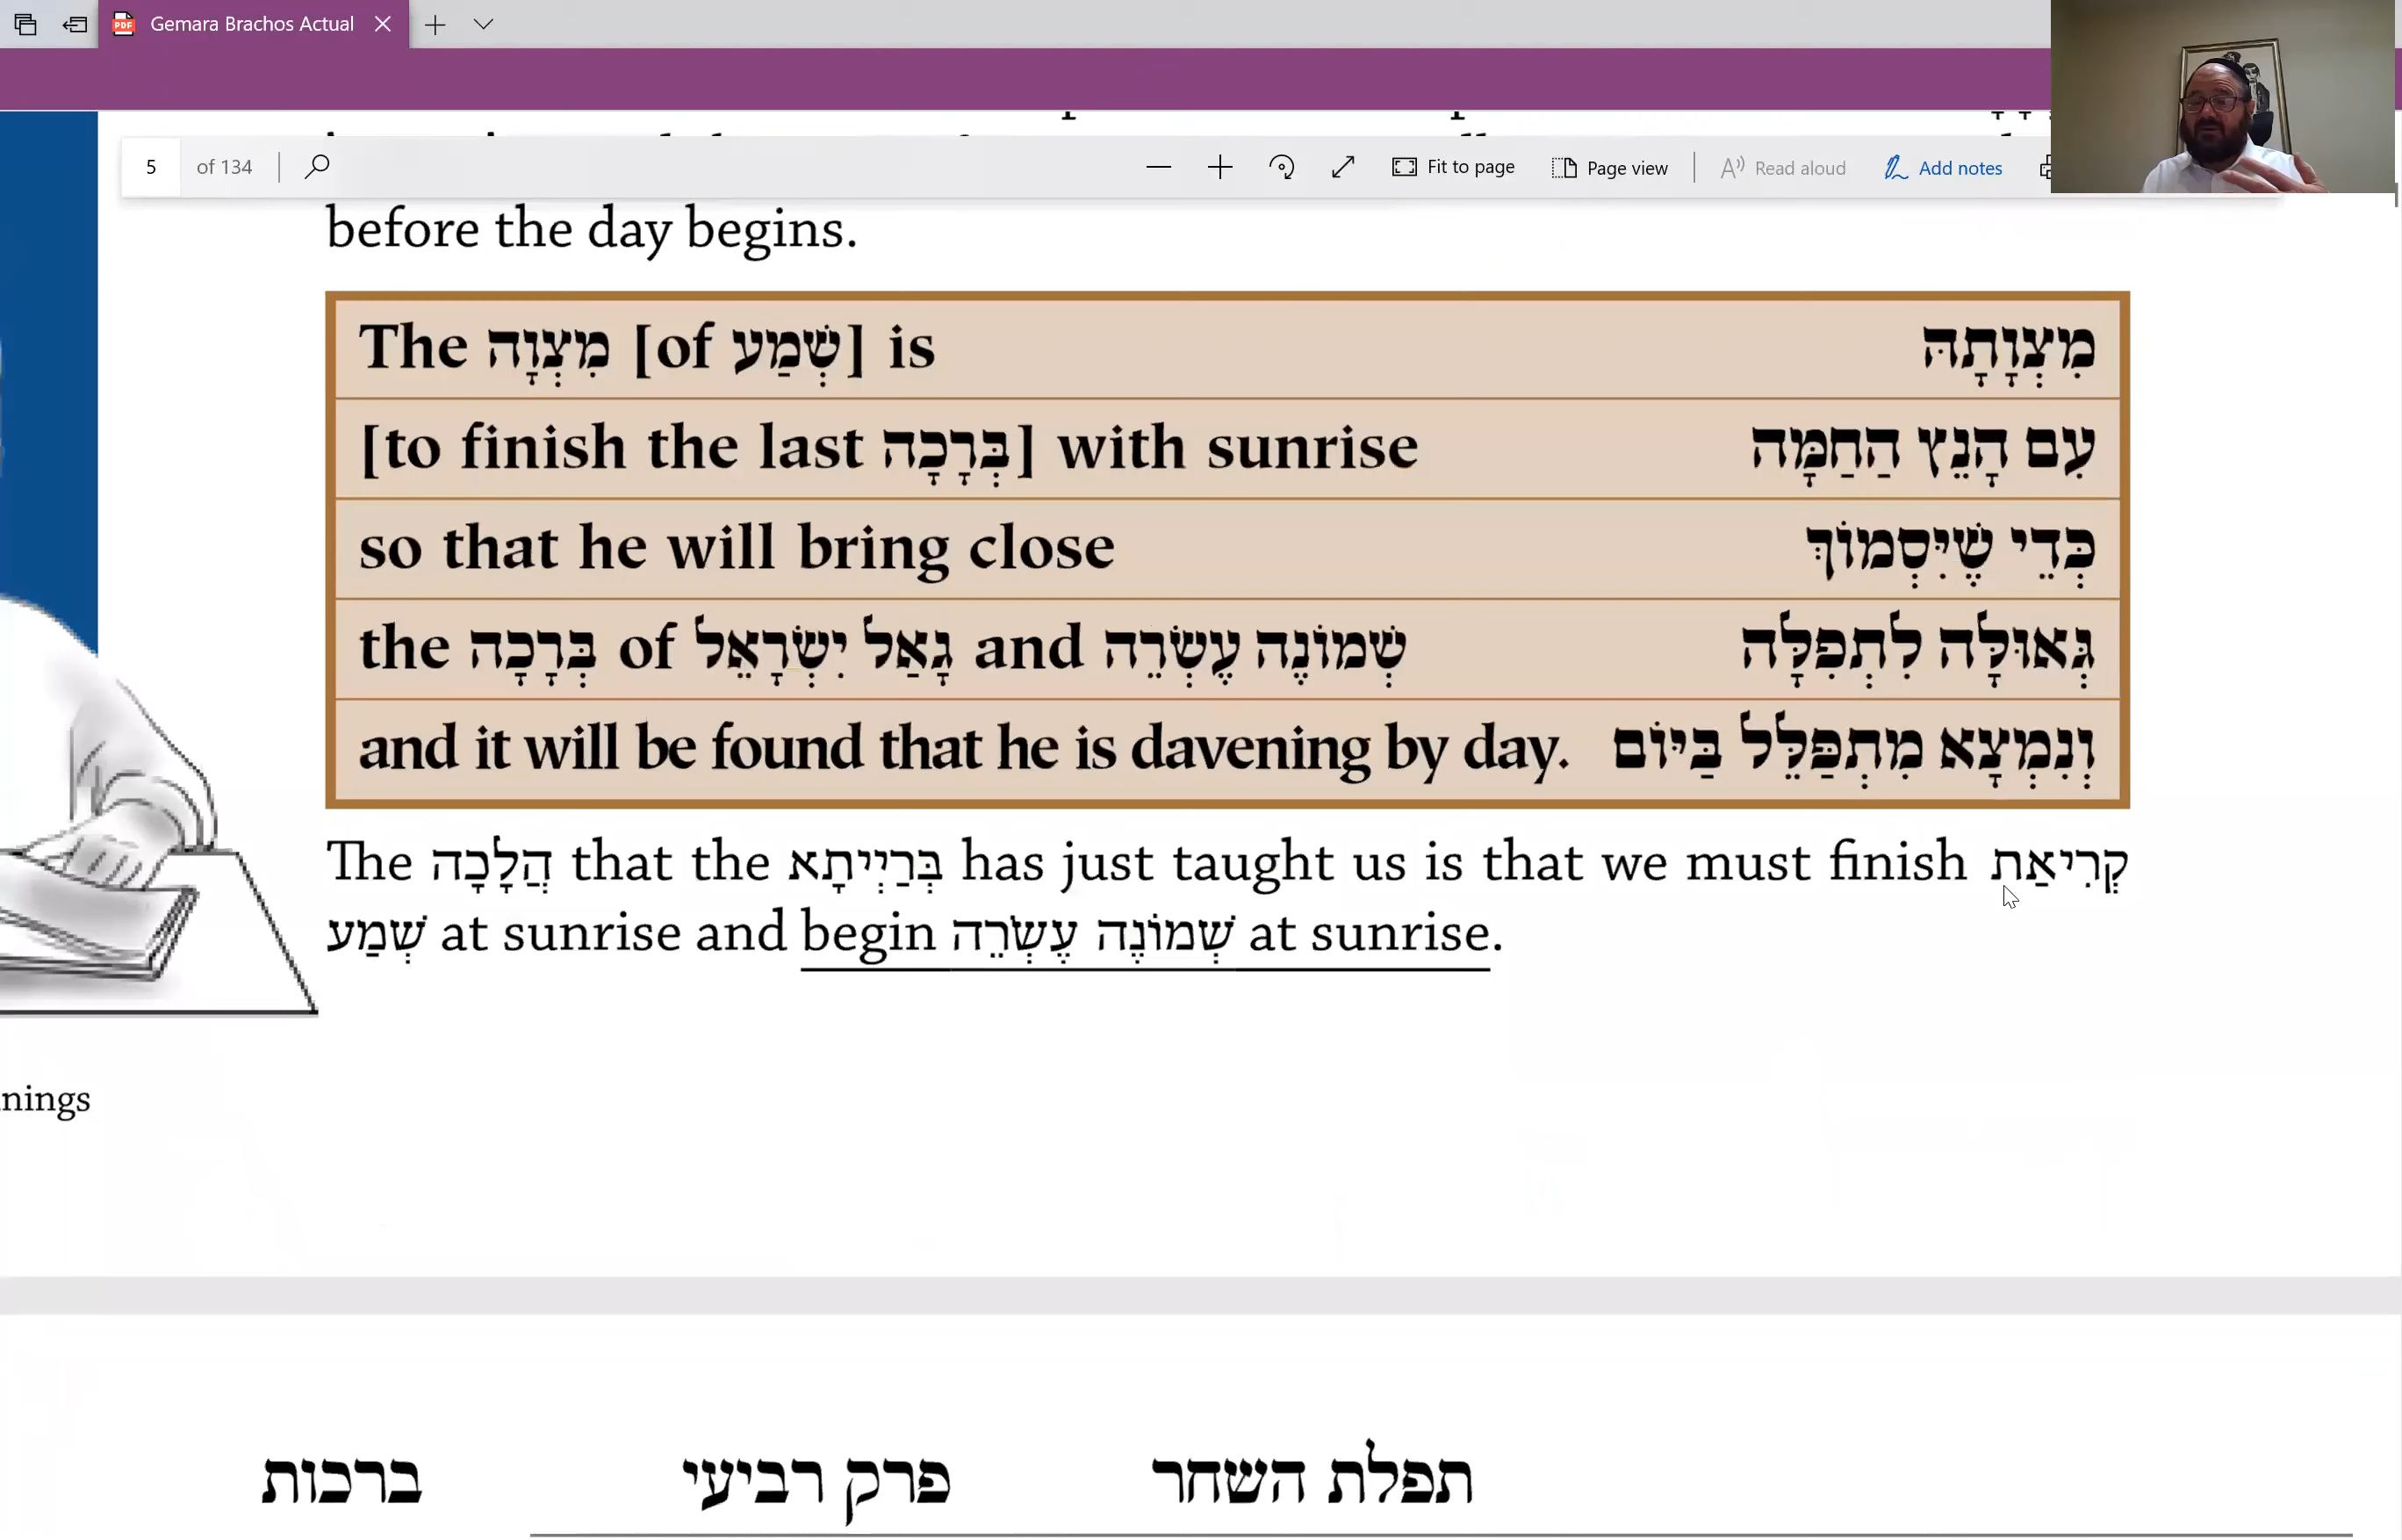 Gemara Brachos Actual
5 of 134 Fit to page Page view Read aloud Add notes
before the day begins.
The מִצְוָה [of שְׁמַע] is מִצְוָתָהּ
[to finish the last בְּרָכָה] with sunrise עִם הָנֵץ הַחַמָּה
so that he will bring close כְּדֵי שֶׁיִּסְמוֹךְ
the בְּרָכָה of גָּאַל יִשְׂרָאֵל and שְׁמוֹנֶה עֶשְׂרֵה גְּאוּלָּה לִתְפִלָּה
and it will be found that he is davening by day. וְנִמְצָא מִתְפַּלֵּל בַּיּוֹם
The הֲלָכָה that the בְּרַיְיתָא has just taught us is that we must finish קְרִיאַת
שְׁמַע at sunrise and begin שְׁמוֹנֶה עֶשְׂרֵה at sunrise.
nings
תפלת השחר פרק רביעי ברכות